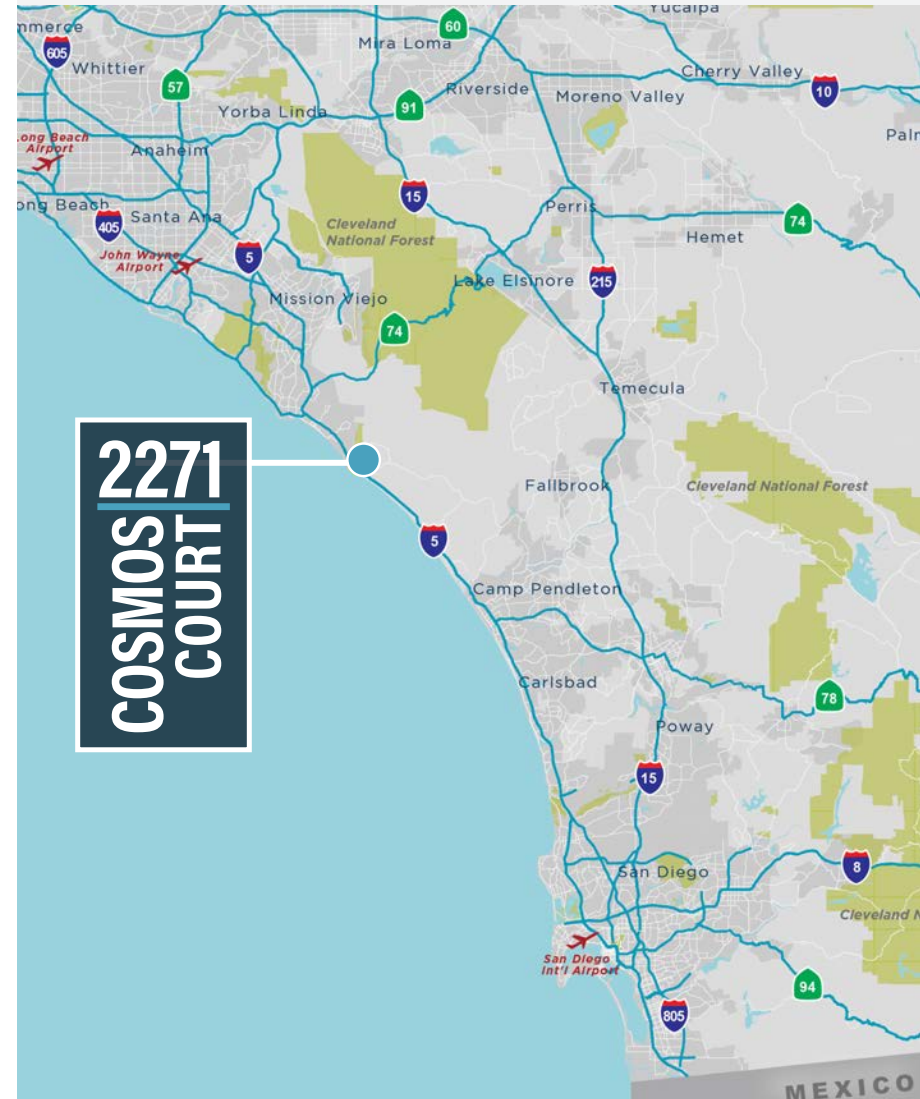 Yucaipa
mmerce
60
Mira Loma
605
Whittier
Cherry Valley
57
Riverside
10
Moreno Valley
91
Yorba Linda
Long Beach
Airport
Anaheim
Palm
15
ong Beach
Perris
405
Santa Ana
74
Cleveland
National Forest
Hemet
John Wayne
Airport
5
Lake Elsinore
215
Mission Viejo
74
Temecula
2271
COSMOS
COURT
Fallbrook
Cleveland National Forest
5
Camp Pendleton
Carlsbad
78
Poway
15
8
San Diego
Cleveland N
San Diego
Int'l Airport
94
805
MEXICO